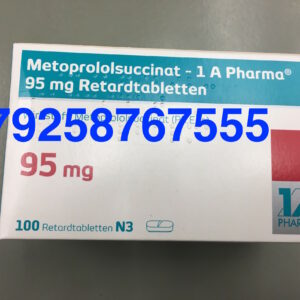 Metoprololsuccinat - 1 A Pharma®
95 mg Retardtabletten
79258767555
95 mg
100 Retardtabletten N3
1A
PHARMA